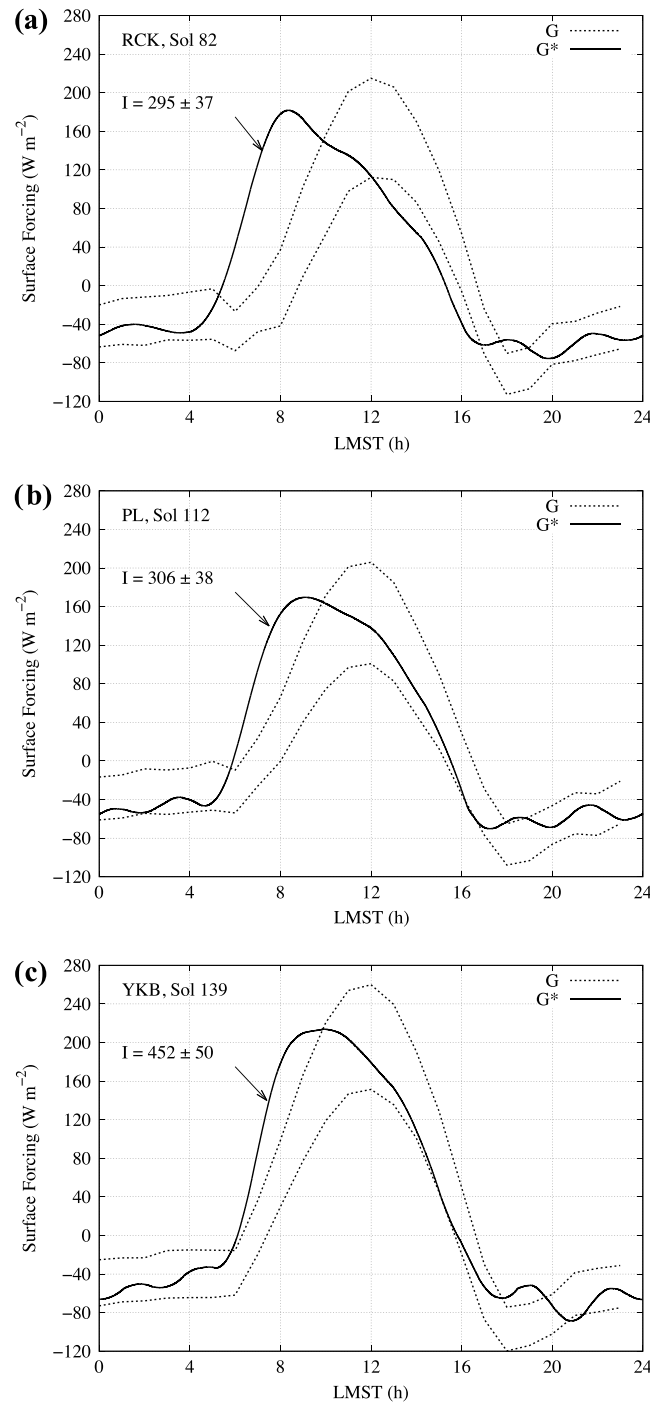 (a)
280
240
200
160
120
80
40
0
−40
−80
−120
Surface Forcing (W m−2)
RCK, Sol 82
I = 295 ± 37
G
G*
0 4 8 12 16 20 24
LMST (h)
(b)
280
240
200
160
120
80
40
0
−40
−80
−120
Surface Forcing (W m−2)
PL, Sol 112
I = 306 ± 38
G
G*
0 4 8 12 16 20 24
LMST (h)
(c)
280
240
200
160
120
80
40
0
−40
−80
−120
Surface Forcing (W m−2)
YKB, Sol 139
I = 452 ± 50
G
G*
0 4 8 12 16 20 24
LMST (h)